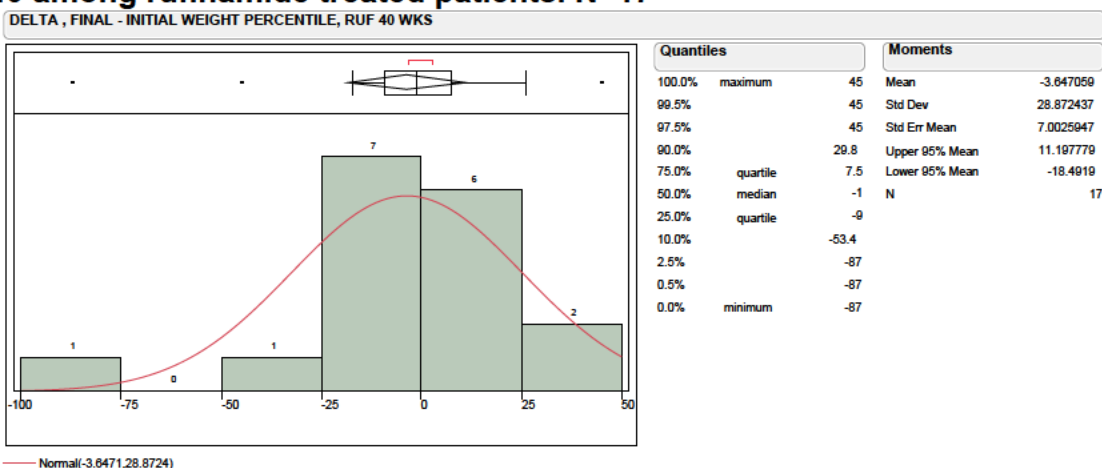 DELTA , FINAL - INITIAL WEIGHT PERCENTILE, RUF 40 WKS
Quantiles
100.0% maximum 45
99.5% 45
97.5% 45
90.0% 29.8
75.0% quartile 7.5
50.0% median -1
25.0% quartile -9
10.0% -53.4
2.5% -87
0.5% -87
0.0% minimum -87
Moments
Mean -3.647059
Std Dev 28.872437
Std Err Mean 7.0025947
Upper 95% Mean 11.197779
Lower 95% Mean -18.4919
N 17
7
6
2
1
0
1
-100 -75 -50 -25 0 25 50
Normal(-3.6471,28.8724)